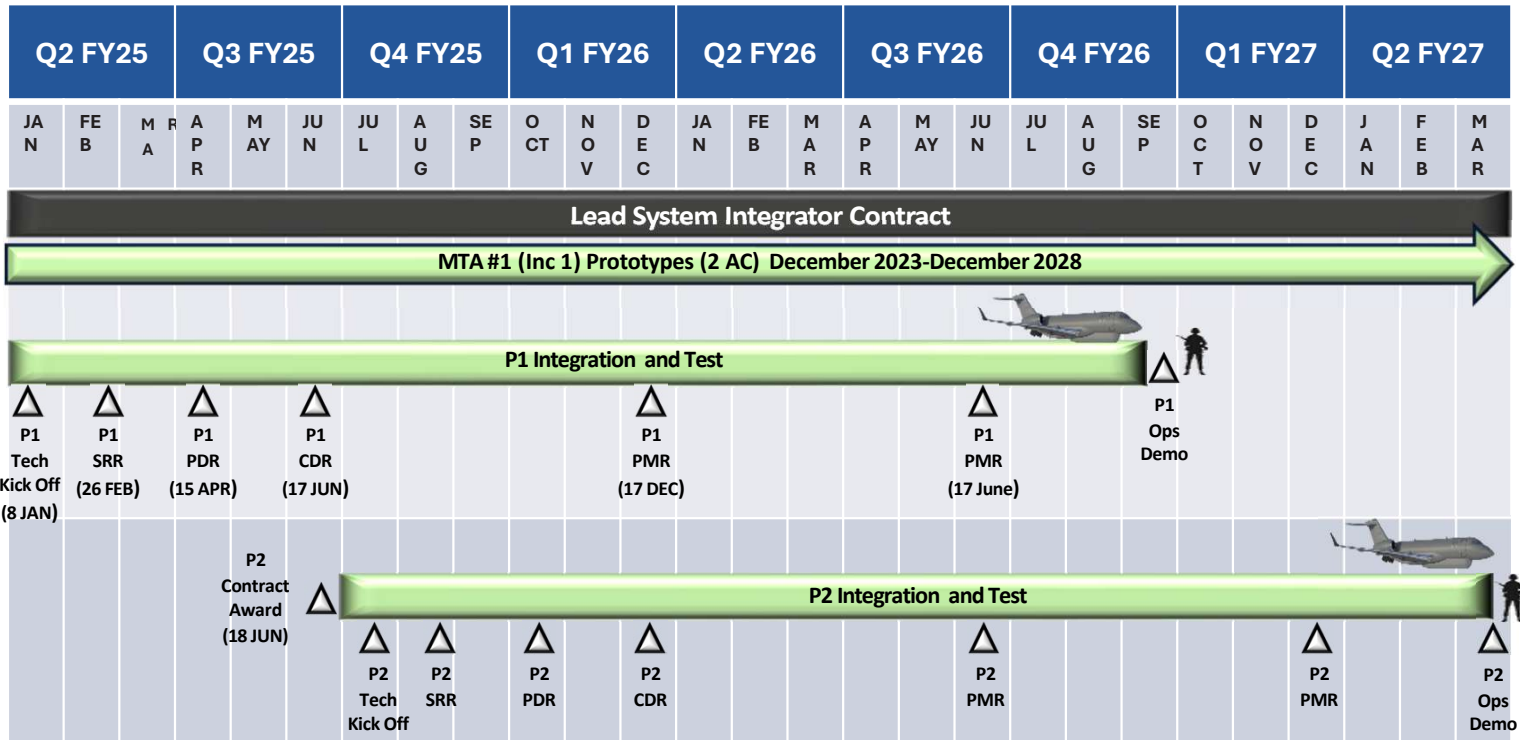 Q2 FY25 Q3 FY25 Q4 FY25 Q1 FY26 Q2 FY26 Q3 FY26 Q4 FY26 Q1 FY27 Q2 FY27
JA FE M R A M JU JU A SE O N D JA FE M A M JU JU A SE O N D J F M
N B A P AY N L U P CT O E N B A P AY N L U P C O E A E A
R G V C R R G T V C N B R
Lead System Integrator Contract
MTA #1 (Inc 1) Prototypes (2 AC) December 2023-December 2028
P1 Integration and Test
P1
Tech
Kick Off
(8 JAN)
P1
SRR
(26 FEB)
P1
PDR
(15 APR)
P1
CDR
(17 JUN)
P1
PMR
(17 DEC)
P1
PMR
(17 June)
P1
Ops
Demo
P2
Contract
Award
(18 JUN)
P2 Integration and Test
P2
Tech
Kick Off
P2
SRR
P2
PDR
P2
CDR
P2
PMR
P2
PMR
P2
Ops
Demo